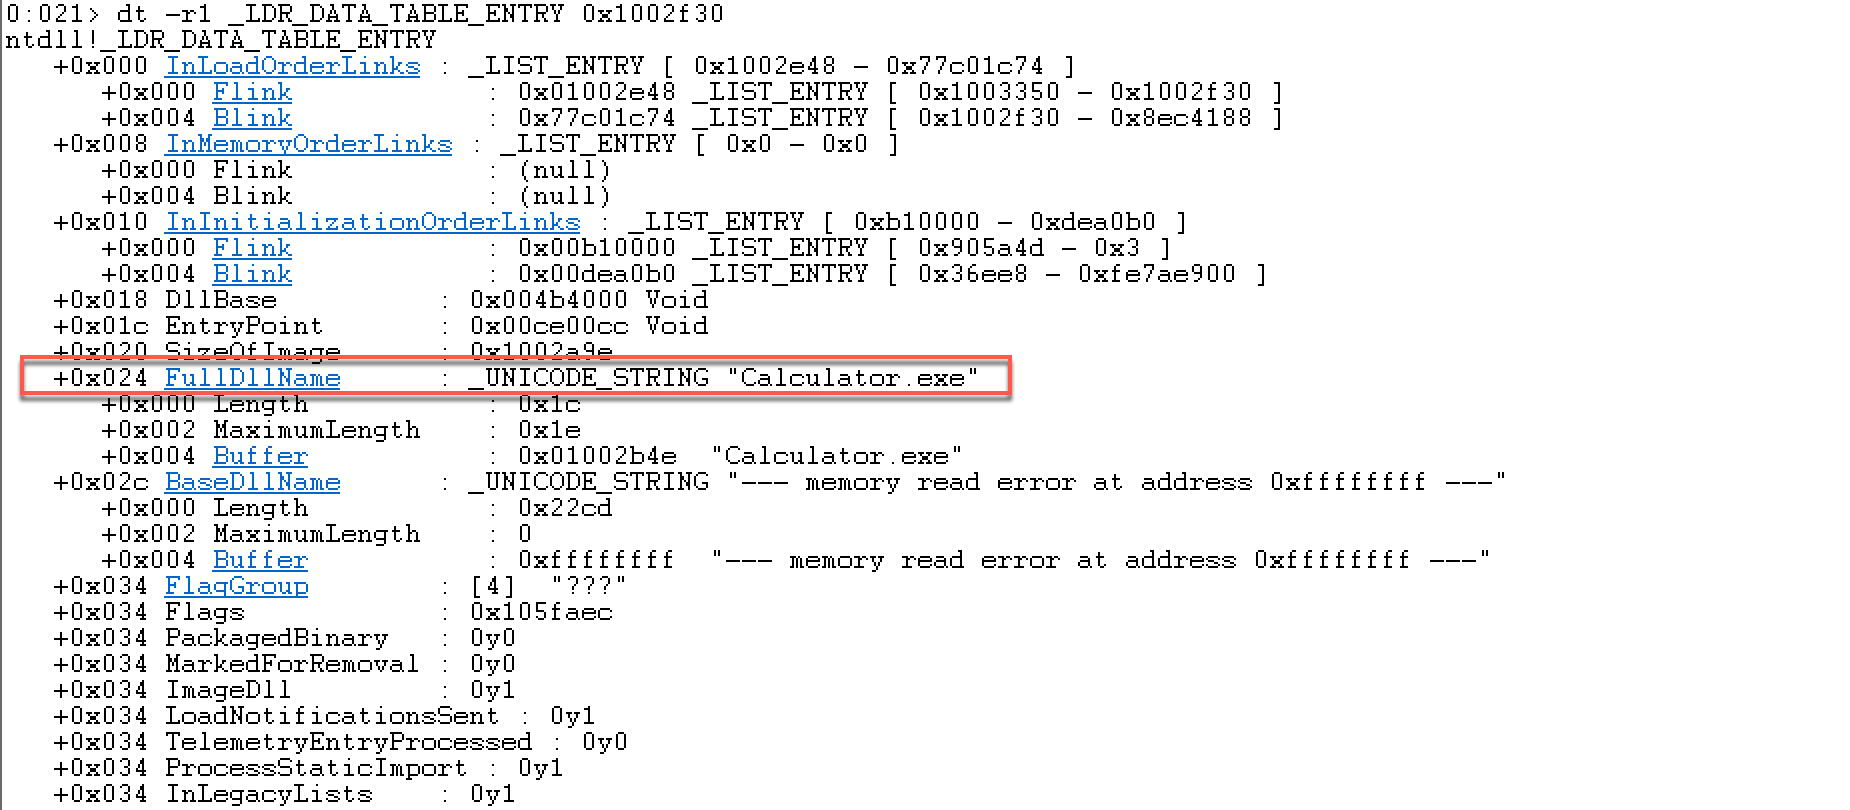 0:021> dt -r1 _LDR_DATA_TABLE_ENTRY 0x1002f30
ntdll!_LDR_DATA_TABLE_ENTRY
+0x000 InLoadOrderLinks : _LIST_ENTRY [ 0x1002e48 - 0x77c01c74 ]
+0x000 Flink : 0x01002e48 _LIST_ENTRY [ 0x1003350 - 0x1002f30 ]
+0x004 Blink : 0x77c01c74 _LIST_ENTRY [ 0x1002f30 - 0x8ec4188 ]
+0x008 InMemoryOrderLinks : _LIST_ENTRY [ 0x0 - 0x0 ]
+0x000 Flink : (null)
+0x004 Blink : (null)
+0x010 InInitializationOrderLinks : _LIST_ENTRY [ 0xb10000 - 0xdea0b0 ]
+0x000 Flink : 0x00b10000 _LIST_ENTRY [ 0x905a4d - 0x3 ]
+0x004 Blink : 0x00dea0b0 _LIST_ENTRY [ 0x36ee8 - 0xfe7ae900 ]
+0x018 DllBase : 0x004b4000 Void
+0x01c EntryPoint : 0x00ce00cc Void
+0x020 SizeOfImage : 0x1002a9e
+0x024 FullDllName : _UNICODE_STRING "Calculator.exe"
+0x000 Length : 0x1c
+0x002 MaximumLength : 0x1e
+0x004 Buffer : 0x01002b4e "Calculator.exe"
+0x02c BaseDllName : _UNICODE_STRING "--- memory read error at address 0xffffffff ---"
+0x000 Length : 0x22cd
+0x002 MaximumLength : 0
+0x004 Buffer : 0xffffffff "--- memory read error at address 0xffffffff ---"
+0x034 FlagGroup : [4] "???"
+0x034 Flags : 0x105faec
+0x034 PackagedBinary : 0y0
+0x034 MarkedForRemoval : 0y0
+0x034 ImageDll : 0y1
+0x034 LoadNotificationsSent : 0y1
+0x034 TelemetryEntryProcessed : 0y0
+0x034 ProcessStaticImport : 0y1
+0x034 InLegacyLists : 0y1